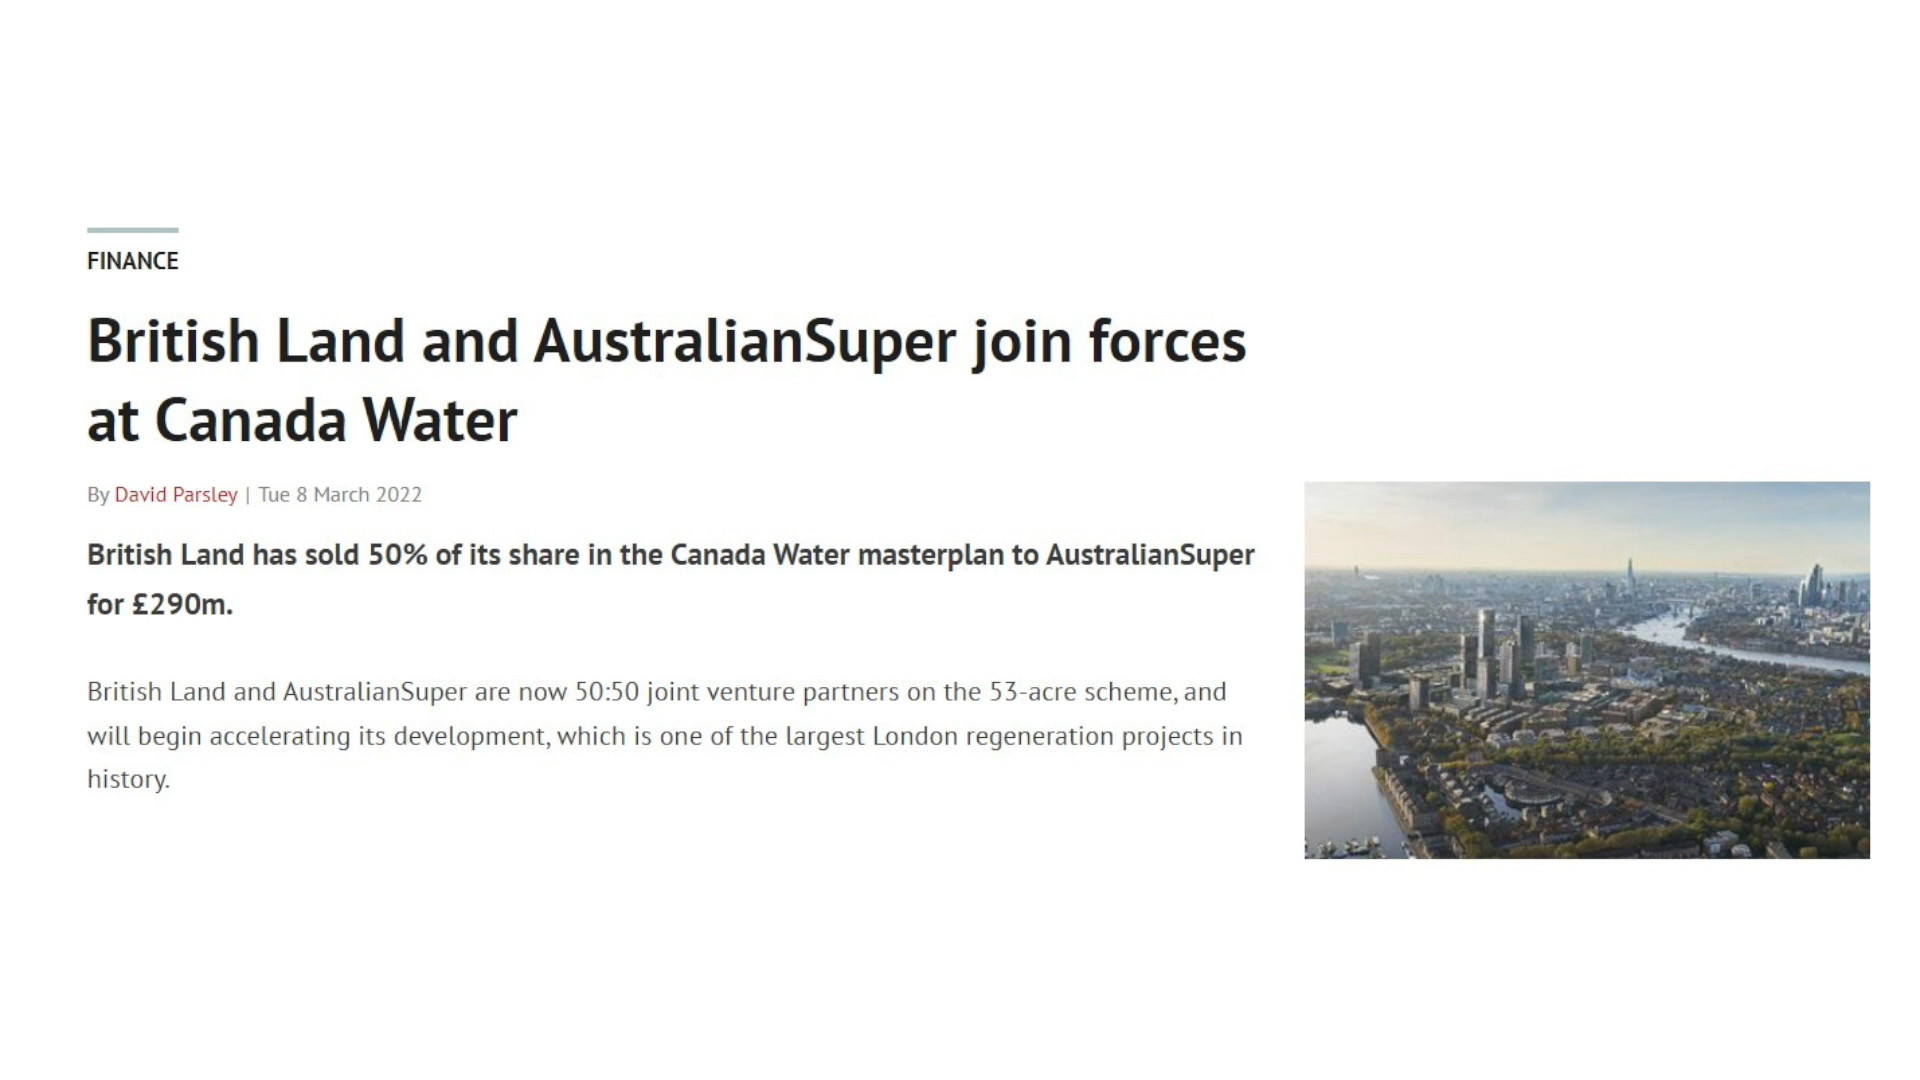 FINANCE
British Land and AustralianSuper join forces
at Canada Water
By David Parsley | Tue 8 March 2022
British Land has sold 50% of its share in the Canada Water masterplan to AustralianSuper
for £290m.
British Land and AustralianSuper are now 50:50 joint venture partners on the 53-acre scheme, and
will begin accelerating its development, which is one of the largest London regeneration projects in
history.